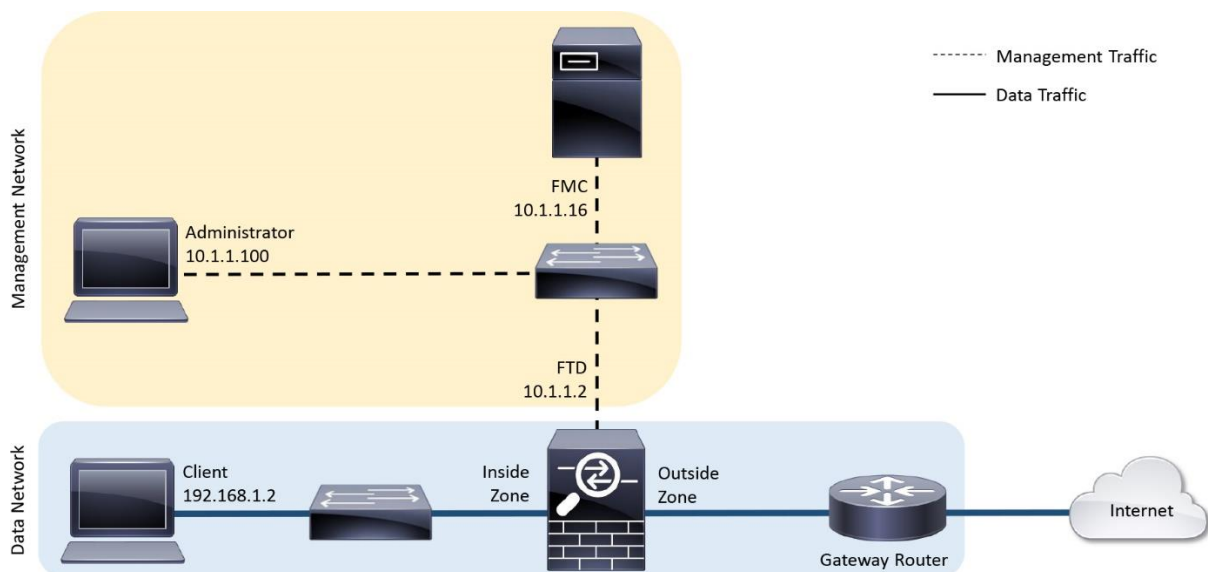 Management Network
FMC
10.1.1.16
Administrator
10.1.1.100
FTD
10.1.1.2
Management Traffic
Data Traffic
Data Network
Client
192.168.1.2
Inside
Zone
Outside
Zone
Gateway Router
Internet